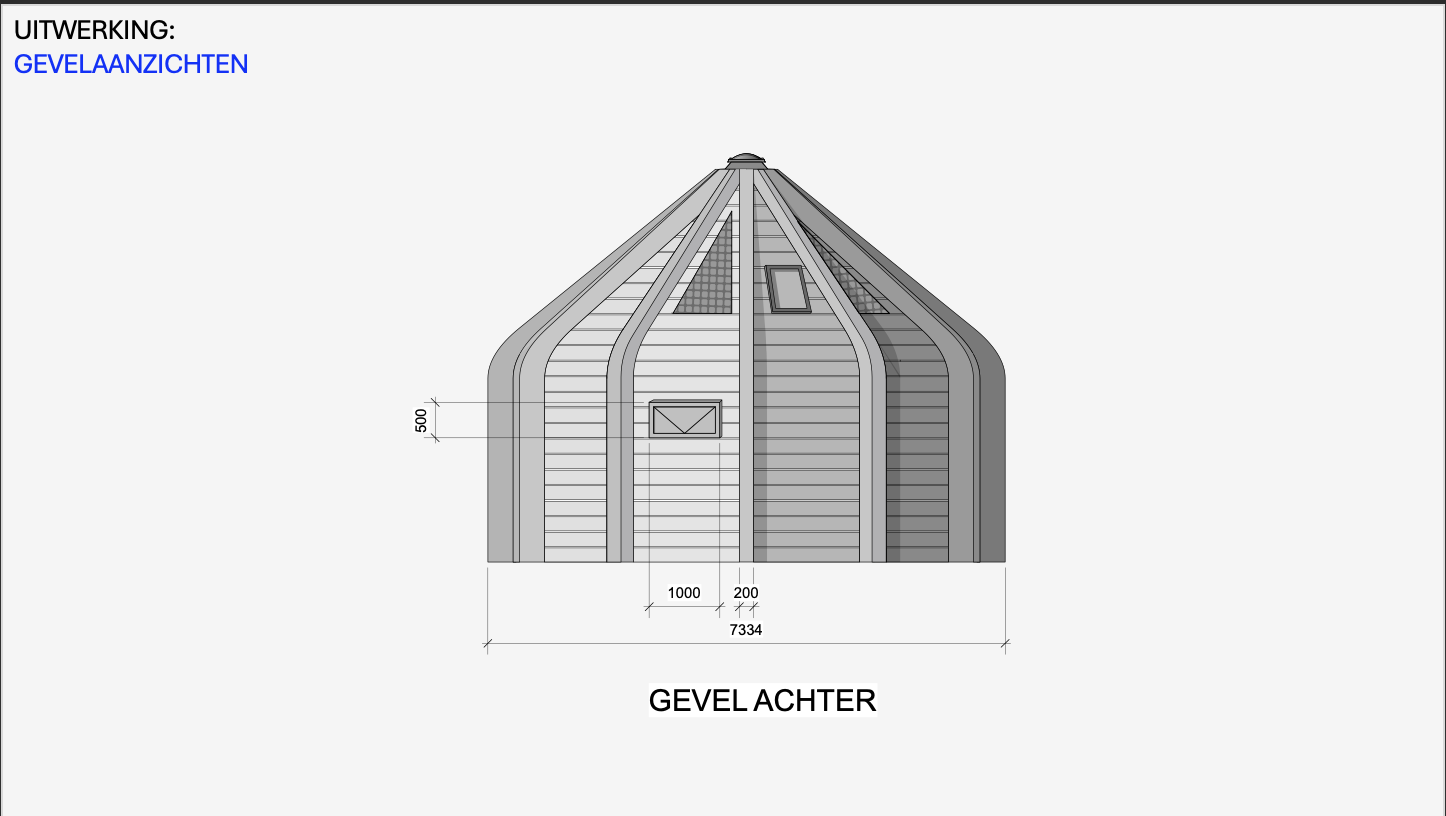 UITWERKING:
GEVELAANZICHTEN
500
1000 200
7334
GEVEL ACHTER